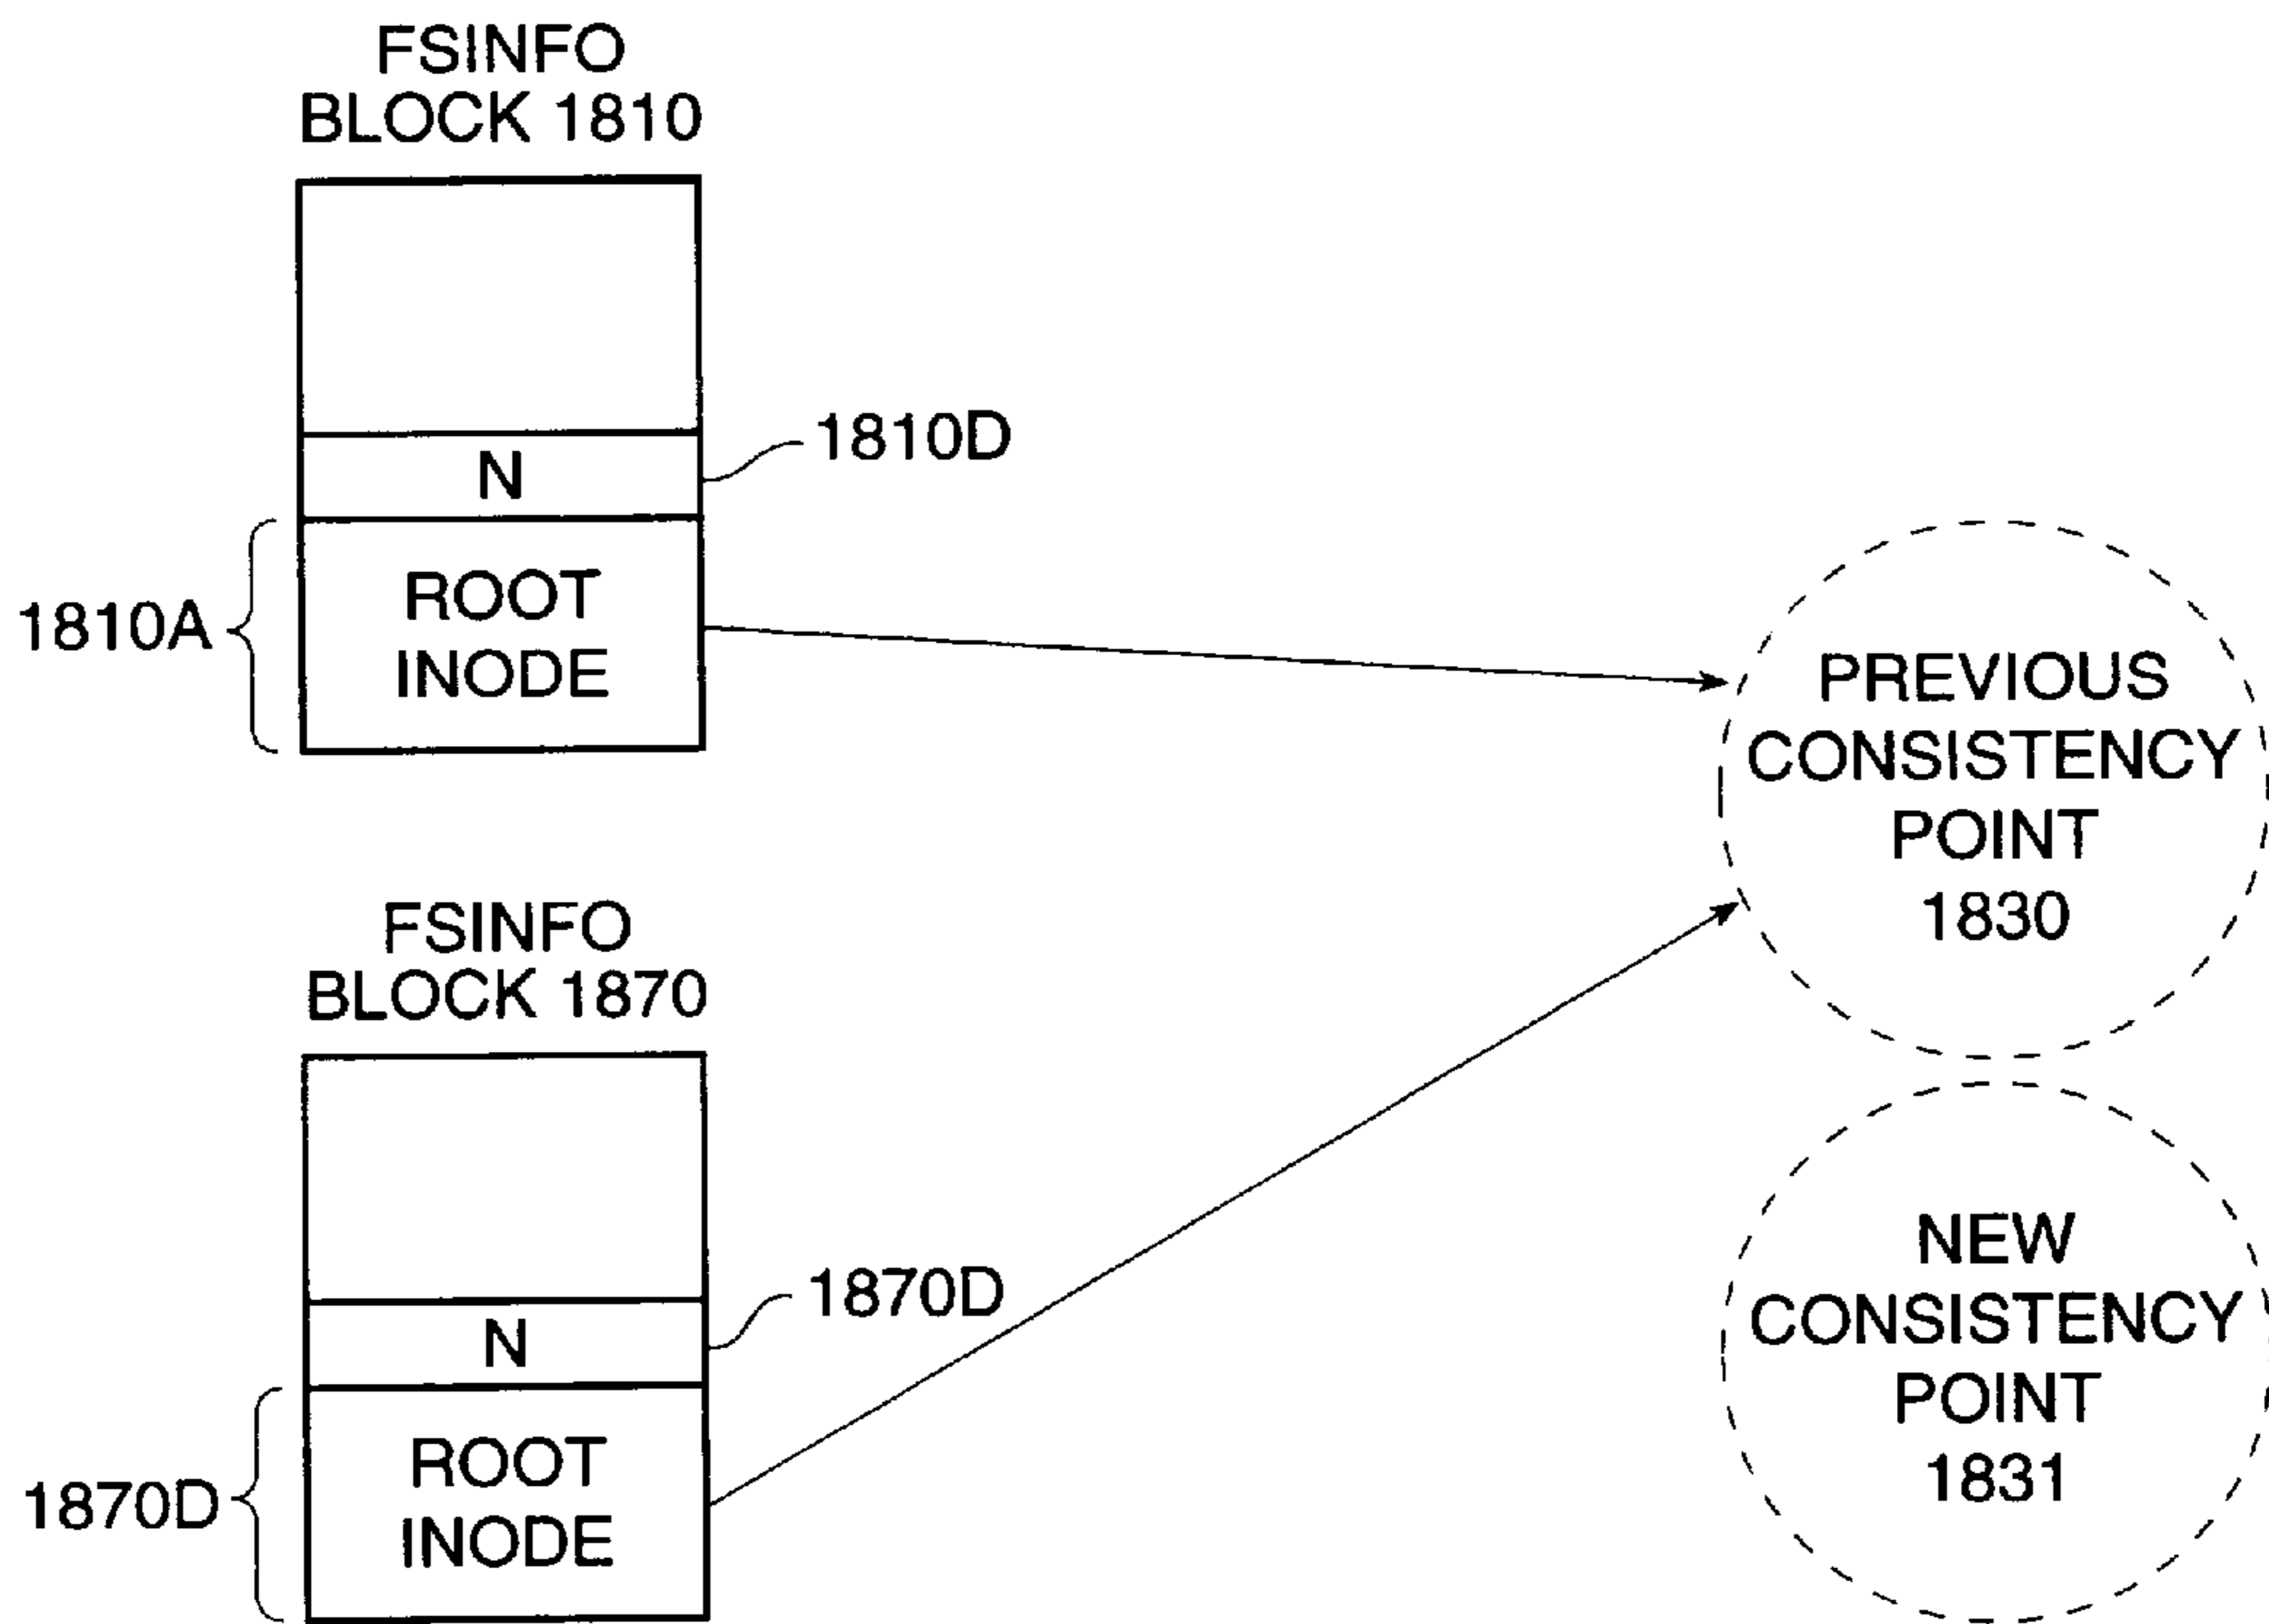 FSINFO
BLOCK 1810
1810D
N
1810A
ROOT
INODE
PREVIOUS
CONSISTENCY
POINT
1830
FSINFO
BLOCK 1870
1870D
N
1870D
ROOT
INODE
NEW
CONSISTENCY
POINT
1831